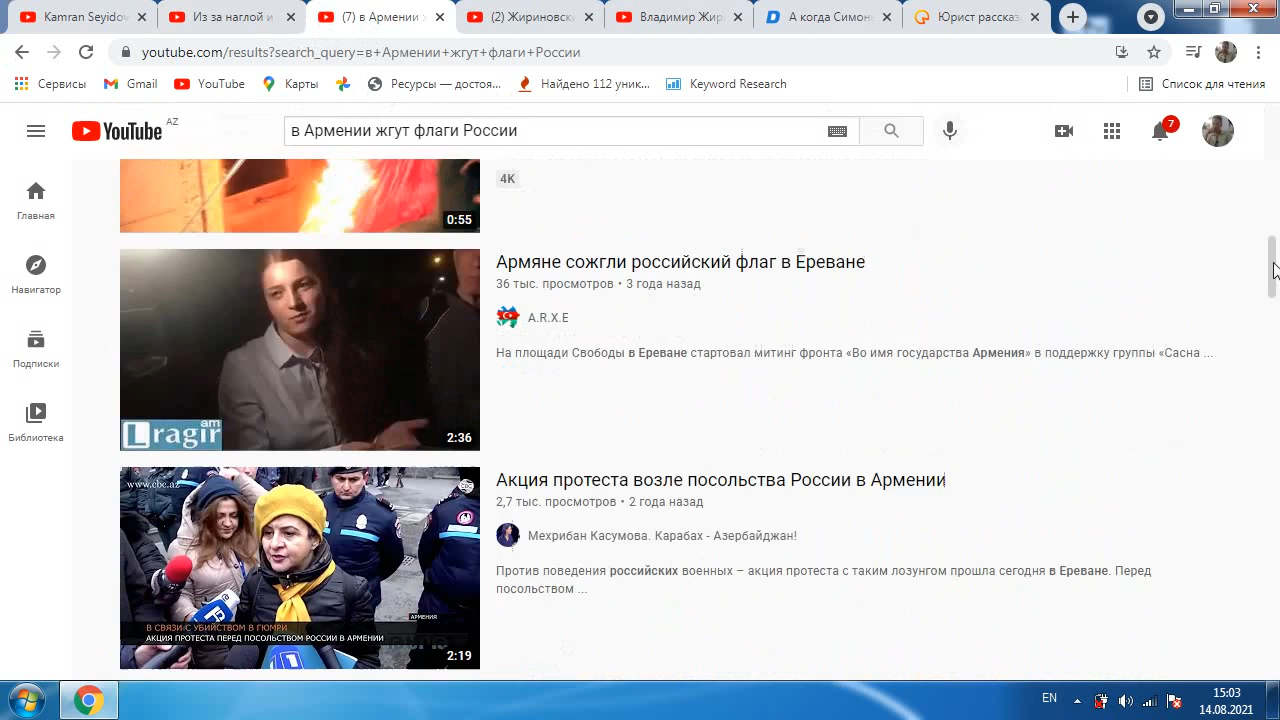 Kamran Seyidov
Из за наглой и
(7) в Армении ж
(2) Жиринова
Владимир Жир
А когда Симон
Юрист рассказ
youtube.com/results?search_query=в+Армении+жгут+флаги+России
Сервисы
Gmail
YouTube
Карты
Ресурсы — достоя...
Найдено 112 уник...
Keyword Research
Список для чтения
YouTube AZ
в Армении жгут флаги России
7
Главная
Навигатор
Подписки
Библиотека
0:55
4K
Армяне сожгли российский флаг в Ереване
36 тыс. просмотров • 3 года назад
A.R.X.E
На площади Свободы в Ереване стартовал митинг фронта «Во имя государства Армения» в поддержку группы «Сасна ...
Lragir am
2:36
Акция протеста возле посольства России в Армении
2,7 тыс. просмотров • 2 года назад
Мехрибан Касумова. Карабах - Азербайджан!
Против поведения российских военных – акция протеста с таким лозунгом прошла сегодня в Ереване. Перед
посольством ...
www.cbc.az
CBC
АРМЕНИЯ
В СВЯЗИ С УБИЙСТВОМ В ГЮМРИ
АКЦИЯ ПРОТЕСТА ПЕРЕД ПОСОЛЬСТВОМ РОССИИ В АРМЕНИИ
2:19
EN
15:03
14.08.2021